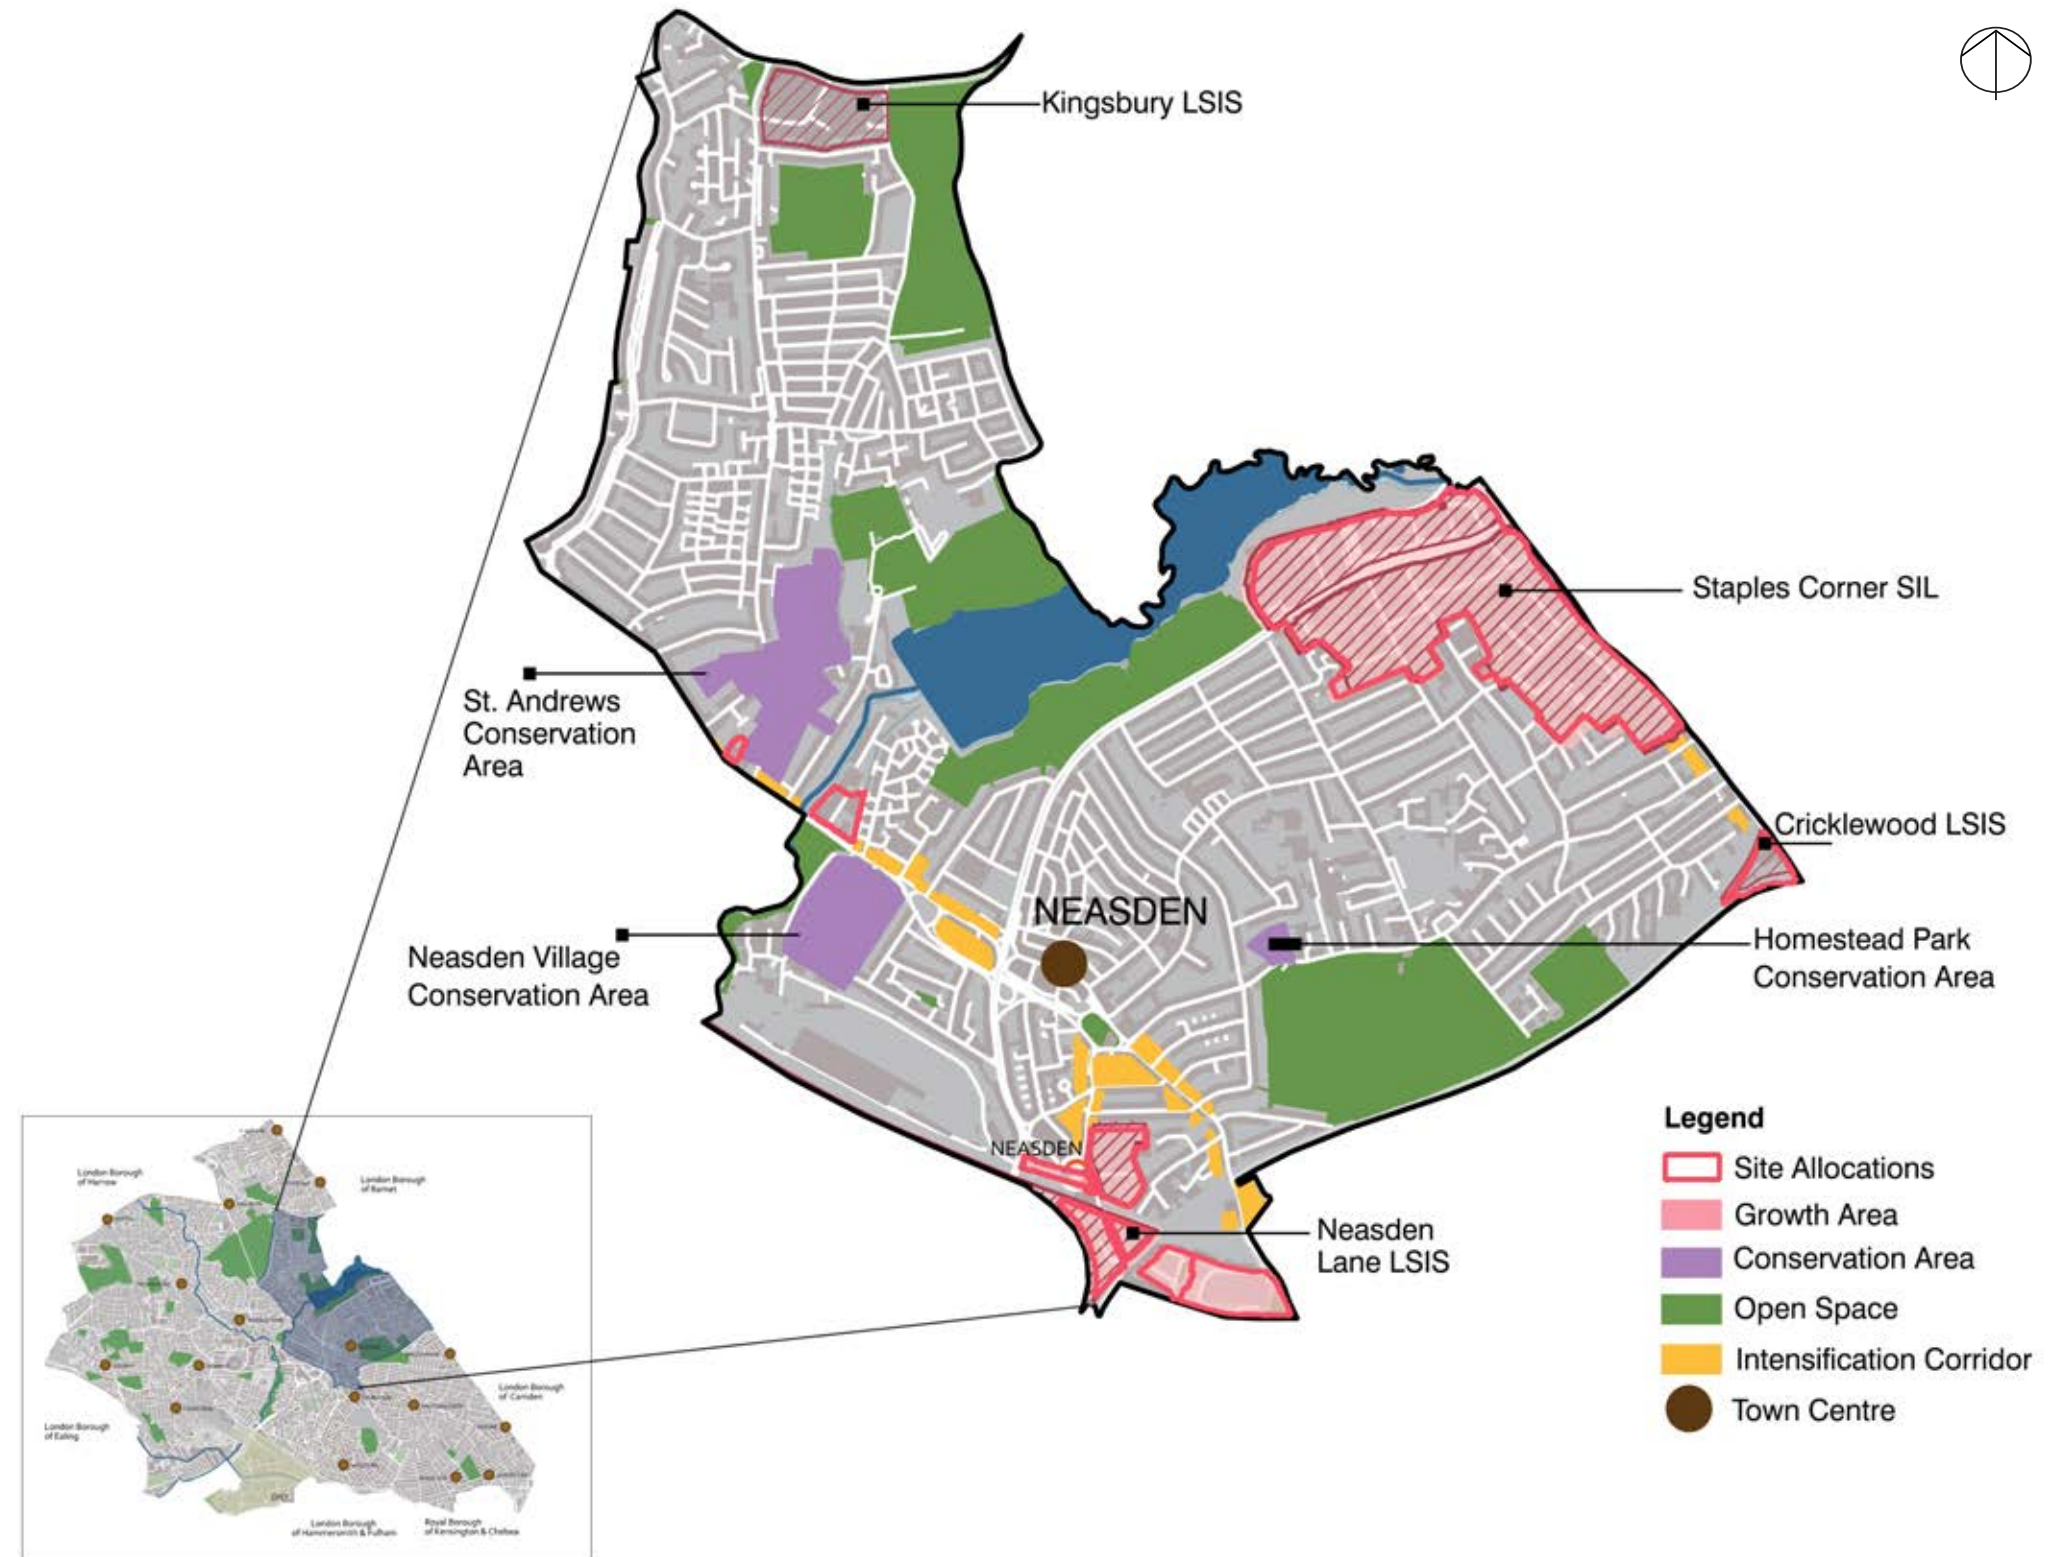 Kingsbury LSIS
Staples Corner SIL
St. Andrews
Conservation
Area
Cricklewood LSIS
NEASDEN
Neasden Village
Conservation Area
Homestead Park
Conservation Area
NEASDEN
Neasden
Lane LSIS
Legend
Site Allocations
Growth Area
Conservation Area
Open Space
Intensification Corridor
Town Centre
London Borough
of Harrow
London Borough
of Barnet
London Borough
of Camden
London Borough
of Ealing
London Borough
of Hammersmith & Fulham
Royal Borough
of Kensington & Chelsea